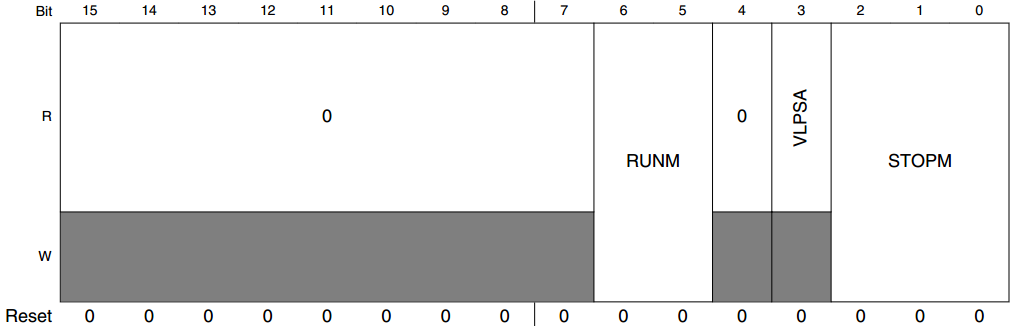 Bit 15 14 13 12 11 10 9 8 7 6 5 4 3 2 1 0
R 0 0 VLPSA
RUNM STOPM
W
Reset 0 0 0 0 0 0 0 0 0 0 0 0 0 0 0 0